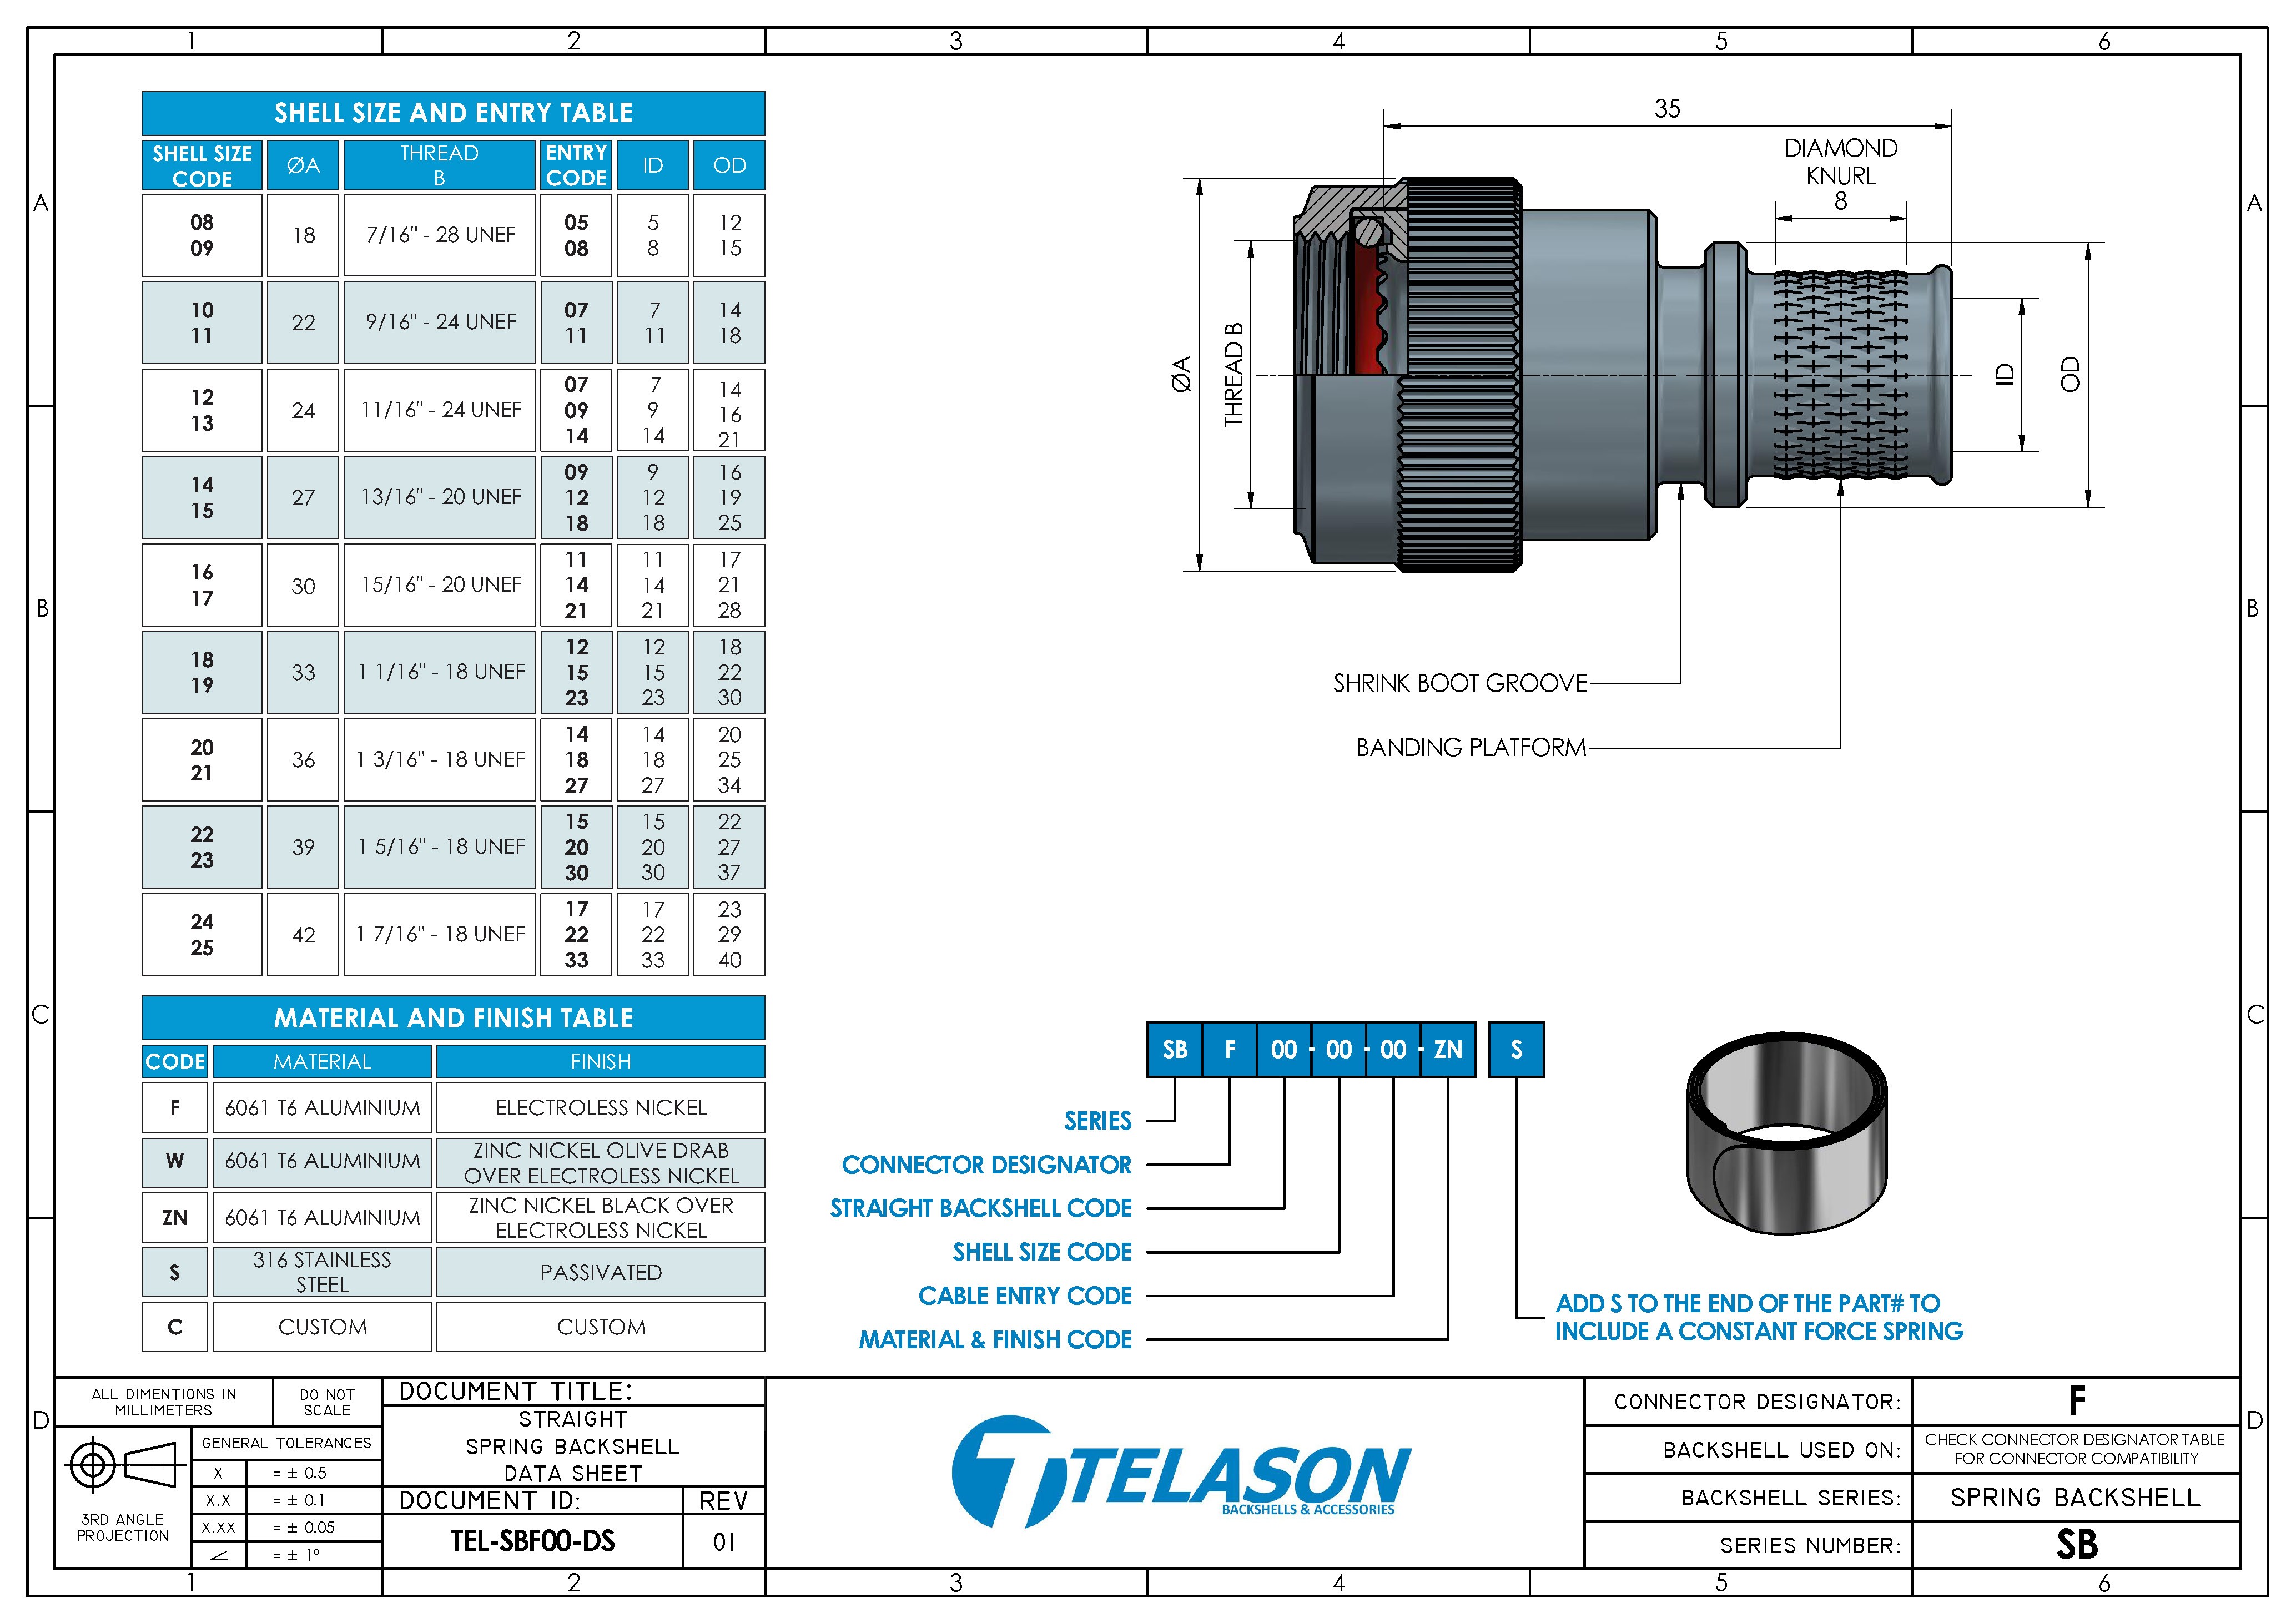 1 2 3 4 5 6
A A
B B
C C
D D
SHELL SIZE AND ENTRY TABLE
SHELL SIZE CODE ØA THREAD B ENTRY CODE ID OD
08 09 18 7/16" - 28 UNEF
05 5 12
08 8 15
10 11 22 9/16" - 24 UNEF
07 7 14
11 11 18
12 13 24 11/16" - 24 UNEF
07 7 14
09 9 16
14 14 21
14 15 27 13/16" - 20 UNEF
09 9 16
12 12 19
18 18 25
16 17 30 15/16" - 20 UNEF
11 11 17
14 14 21
21 21 28
18 19 33 1 1/16" - 18 UNEF
12 12 18
15 15 22
23 23 30
20 21 36 1 3/16" - 18 UNEF
14 14 20
18 18 25
27 27 34
22 23 39 1 5/16" - 18 UNEF
15 15 22
20 20 27
30 30 37
24 25 42 1 7/16" - 18 UNEF
17 17 23
22 22 29
33 33 40
MATERIAL AND FINISH TABLE
CODE MATERIAL FINISH
F 6061 T6 ALUMINIUM ELECTROLESS NICKEL
W 6061 T6 ALUMINIUM ZINC NICKEL OLIVE DRAB
OVER ELECTROLESS NICKEL
ZN 6061 T6 ALUMINIUM ZINC NICKEL BLACK OVER
ELECTROLESS NICKEL
S 316 STAINLESS
STEEL
PASSIVATED
C CUSTOM CUSTOM
35
DIAMOND
KNURL
8
ØA
THREAD B
ID
OD
SHRINK BOOT GROOVE
BANDING PLATFORM
SB F 00 - 00 - 00 - ZN S
SERIES
CONNECTOR DESIGNATOR
STRAIGHT BACKSHELL CODE
SHELL SIZE CODE
CABLE ENTRY CODE
MATERIAL & FINISH CODE
ADD S TO THE END OF THE PART# TO
INCLUDE A CONSTANT FORCE SPRING
ALL DIMENTIONS IN
MILLIMETERS
DO NOT
SCALE
3RD ANGLE
PROJECTION
GENERAL TOLERANCES
X = ± 0.5
X.X = ± 0.1
X.XX = ± 0.05
∠ = ± 1°
DOCUMENT TITLE:
STRAIGHT
SPRING BACKSHELL
DATA SHEET
DOCUMENT ID: REV
TEL-SBF00-DS 01
T TELASON
BACKSHELLS & ACCESSORIES
CONNECTOR DESIGNATOR: F
BACKSHELL USED ON: CHECK CONNECTOR DESIGNATOR TABLE
FOR CONNECTOR COMPATIBILITY
BACKSHELL SERIES: SPRING BACKSHELL
SERIES NUMBER: SB
1 2 3 4 5 6